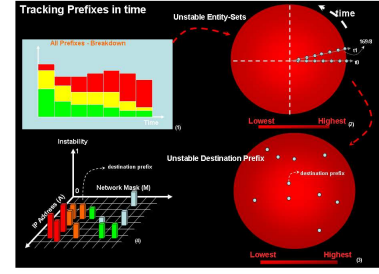 Tracking Prefixes in time
All Prefixes - Breakdown
Time
(1)
Unstable Entity-Sets
time
t1
t0
Lowest
Highest
(2)
Instability
1
0
destination prefix
Network Mask (M)
IP Address (A)
(4)
Unstable Destination Prefix
destination prefix
Lowest
Highest
(3)